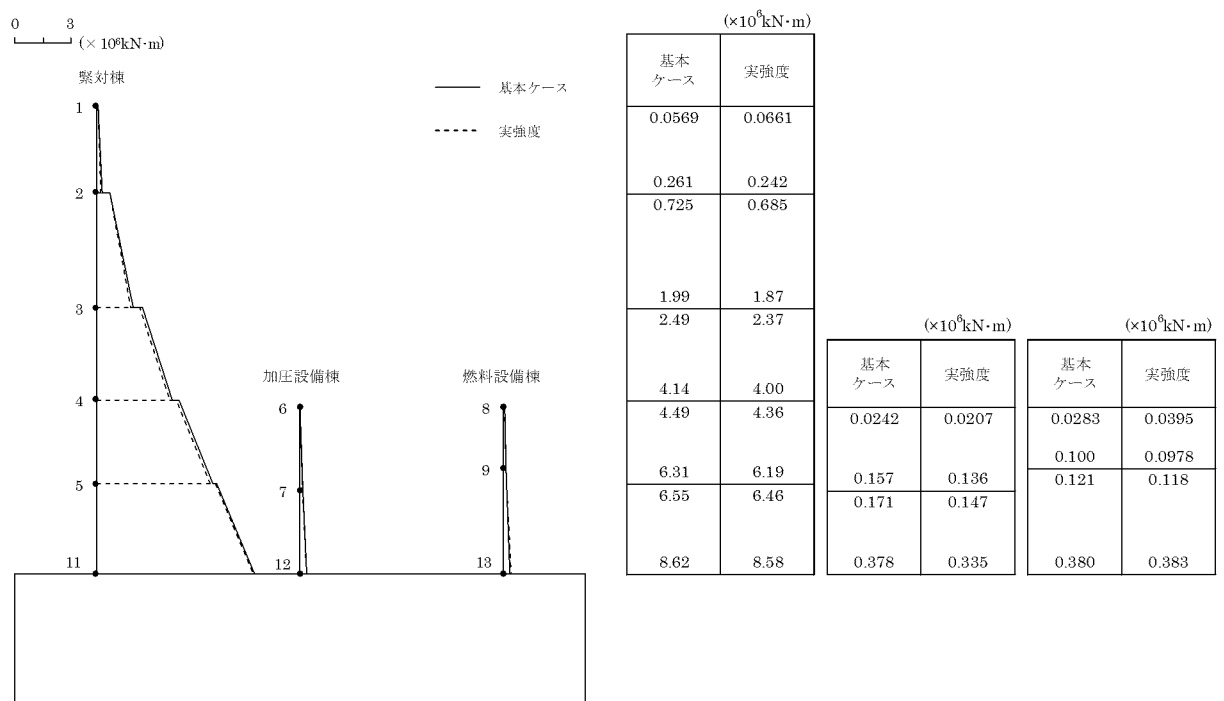 0 3
(×10⁶kN·m)
緊対棟
基本ケース
実強度
1
2
3
4
5
11
加圧設備棟
6
7
12
燃料設備棟
8
9
13
(×10⁶kN·m)
基本
ケース
実強度
0.0569 0.0661
0.261 0.242
0.725 0.685
1.99 1.87
2.49 2.37
4.14 4.00
4.49 4.36
6.31 6.19
6.55 6.46
8.62 8.58
(×10⁶kN·m)
基本
ケース
実強度
0.0242 0.0207
0.157 0.136
0.171 0.147
0.378 0.335
(×10⁶kN·m)
基本
ケース
実強度
0.0283 0.0395
0.100 0.0978
0.121 0.118
0.380 0.383